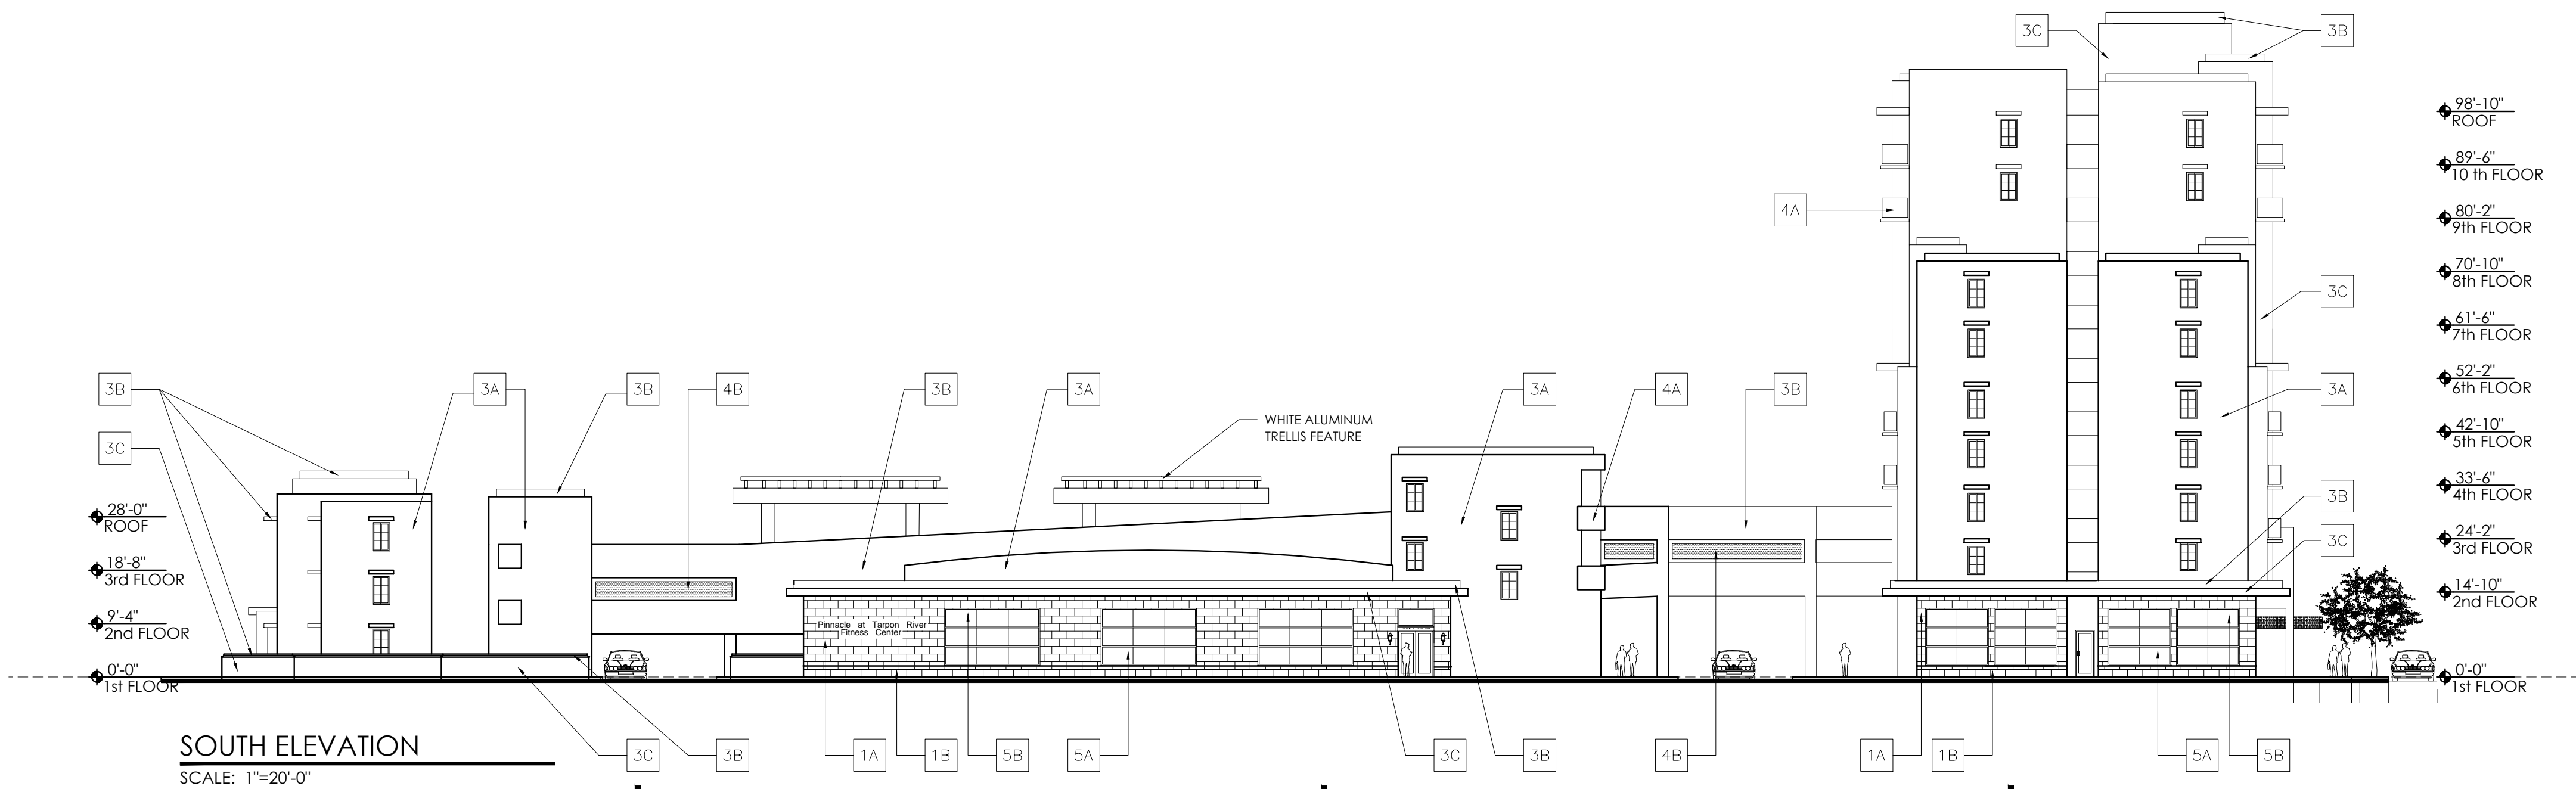 3C
3B
98'-10"
ROOF
89'-6"
10 th FLOOR
4A
80'-2"
9th FLOOR
70'-10"
8th FLOOR
3C
61'-6"
7th FLOOR
52'-2"
6th FLOOR
3B
3A
3B
4B
3B
3A
3A
4A
3B
3A
WHITE ALUMINUM
TRELLIS FEATURE
42'-10"
5th FLOOR
3C
33'-6"
4th FLOOR
3B
28'-0"
ROOF
24'-2"
3rd FLOOR
3C
18'-8"
3rd FLOOR
14'-10"
2nd FLOOR
9'-4"
2nd FLOOR
Pinnacle at Tarpon River
Fitness Center
0'-0"
1st FLOOR
0'-0"
1st FLOOR
SOUTH ELEVATION
SCALE: 1"=20'-0"
3C
3B
1A
1B
5B
5A
3C
3B
4B
1A
1B
5A
5B